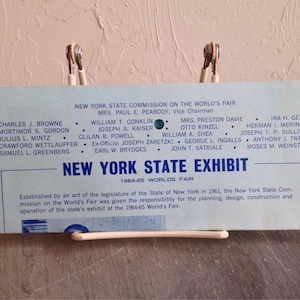 NEW YORK STATE COMMISSION ON THE WORLD'S FAIR
MRS. PAUL E. PEABODY, Vice Chairman
CHARLES J. BROWNE • WILLIAM T. CONKLIN • MRS. PRESTON DAVIE • IRA H.
MORTIMOR S. GORDON • JOSEPH A. KAISER • OTTO KINZEL • HERMAN I.
JULIUS L. MINTZ • CLILAN B. POWELL • WILLIAM A. SHEA • JOSEPH T. P.
CRAWFORD WETTLAUFFER • Ex-Officio JOSEPH ZARETZKI • GEORGE L. INGALLS • ANTHONY J.
SAMUEL L. GREENBERG • EARL W. BRYDGES • JOHN T. SATRIALE • MOSES M.
NEW YORK STATE EXHIBIT
1964-65 WORLDS FAIR
Established by an act of the legislature of the State of New York in 1961, the New York State Com-
mission on the World's Fair was given the responsibility for the planning, design, construction and
operation of the state's exhibit at the 1964-65 World's Fair.